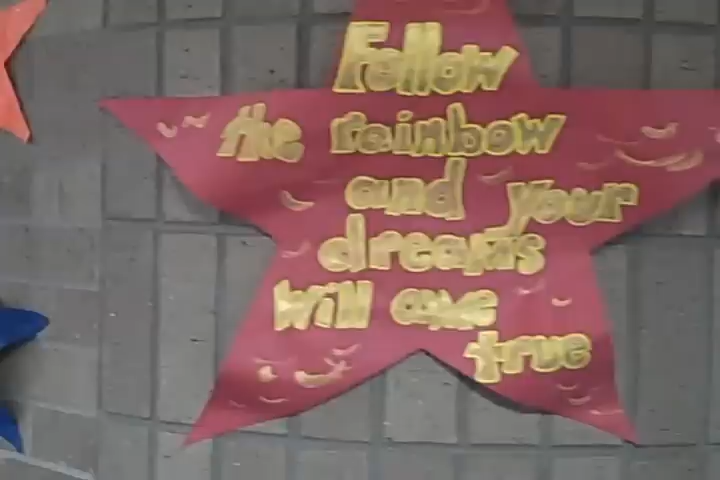 Follow
the rainbow
and your
dreams
will come
true